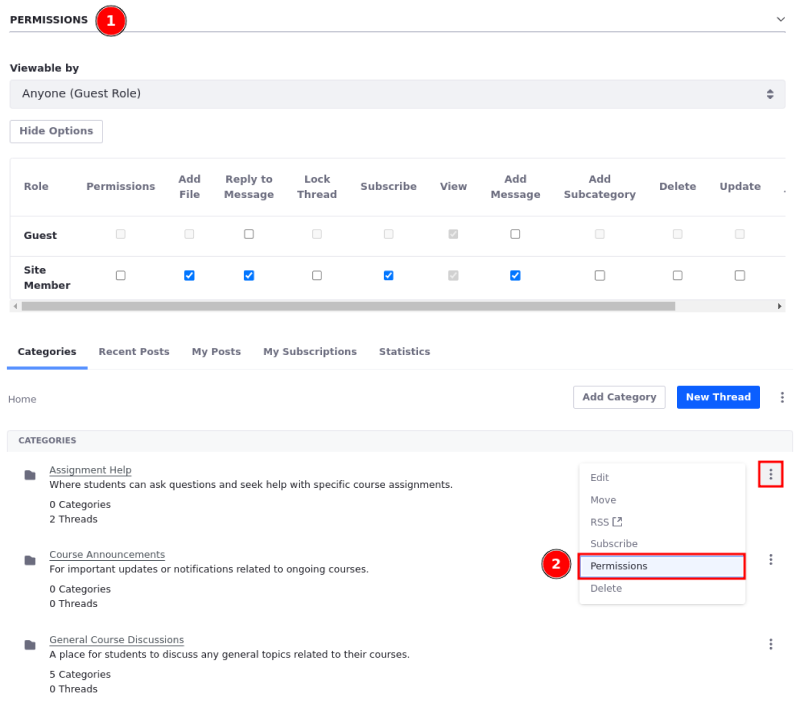 PERMISSIONS 1
Viewable by
Anyone (Guest Role)
Hide Options
Role Permissions Add File Reply to Message Lock Thread Subscribe View Add Message Add Subcategory Delete Update
Guest
Site Member
Categories Recent Posts My Posts My Subscriptions Statistics
Home Add Category New Thread
CATEGORIES
Assignment Help
Where students can ask questions and seek help with specific course assignments.
0 Categories
2 Threads
Edit
Move
RSS
Subscribe
2 Permissions
Delete
Course Announcements
For important updates or notifications related to ongoing courses.
0 Categories
0 Threads
General Course Discussions
A place for students to discuss any general topics related to their courses.
5 Categories
0 Threads